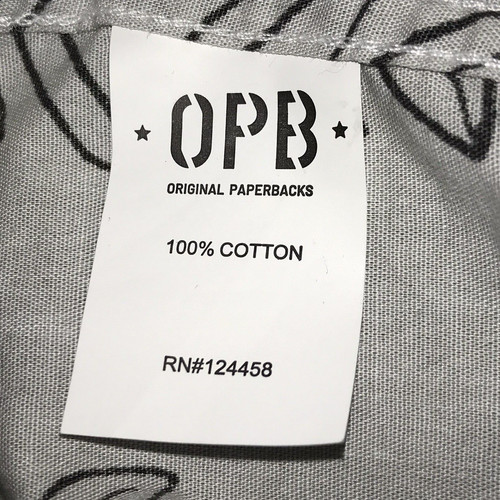 ★ OPB ★
ORIGINAL PAPERBACKS
100% COTTON
RN#124458